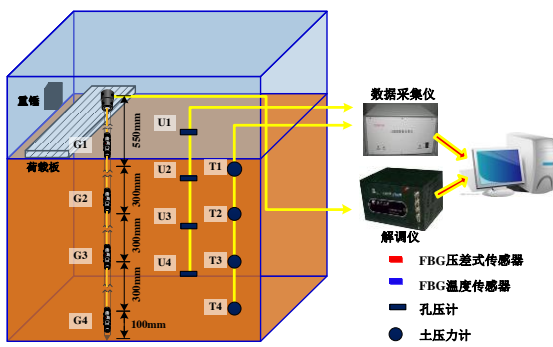 重锤
荷载板
G1
G2
G3
G4
550mm
300mm
300mm
300mm
100mm
U1
U2
U3
U4
T1
T2
T3
T4
数据采集仪
解调仪
FBG压差式传感器
FBG温度传感器
孔压计
土压力计